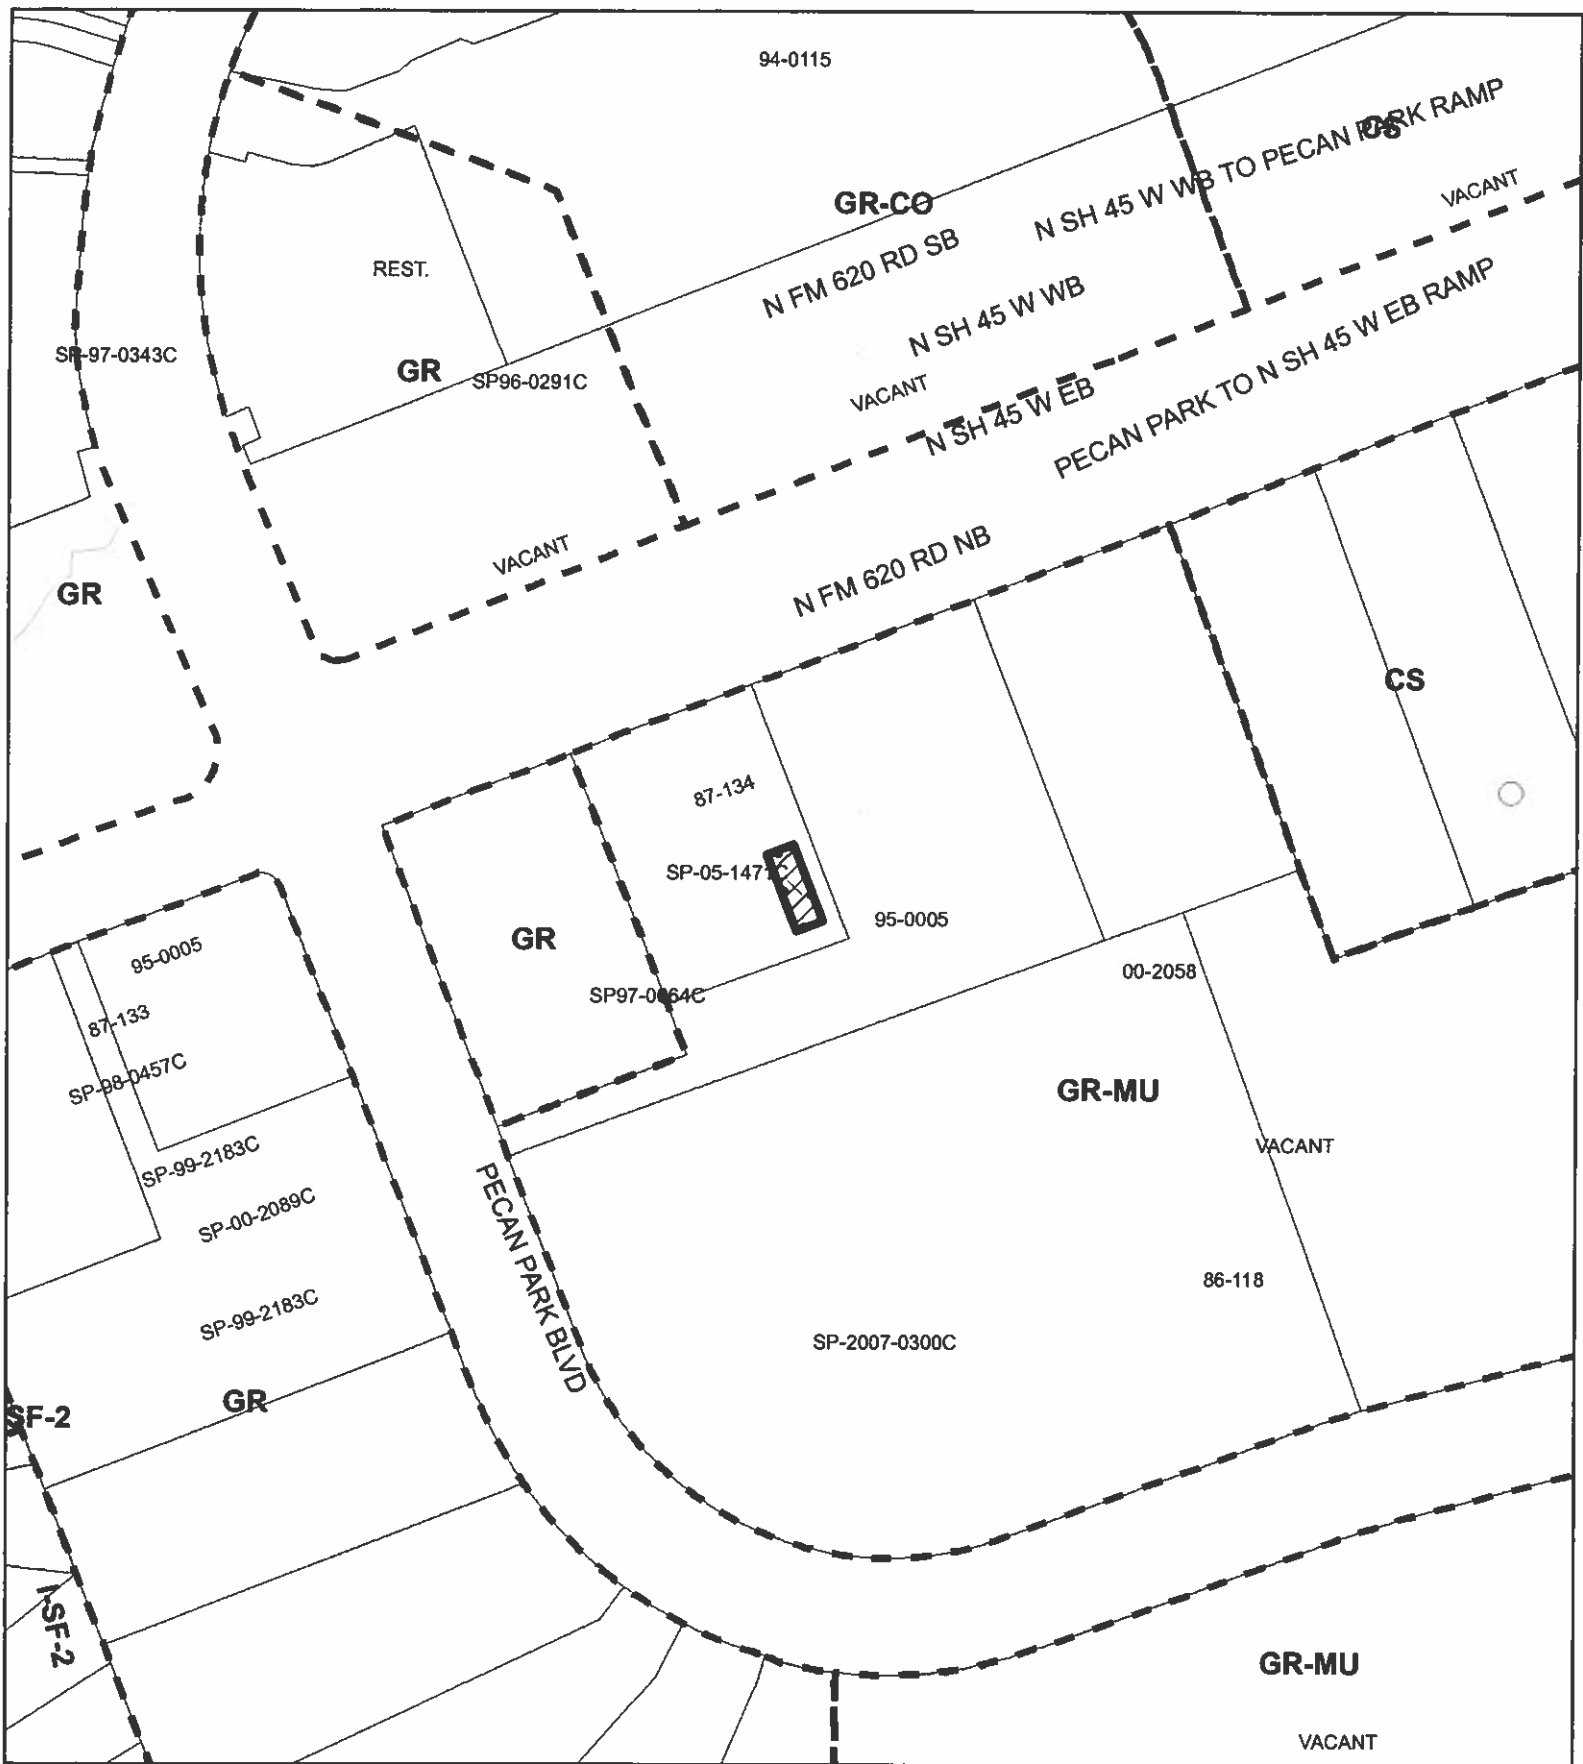 94-0115
N SH 45 W WB TO PECAN PARK RAMP
CS
VACANT
GR-CO
N FM 620 RD SB
REST.
N SH 45 W WB
SP-97-0343C
GR
SP96-0291C
VACANT
N SH 45 W EB
PECAN PARK TO N SH 45 W EB RAMP
VACANT
N FM 620 RD NB
GR
CS
87-134
SP-05-1477C
95-0005
GR
95-0005
SP97-0064C
00-2058
87-133
SP-98-0457C
GR-MU
SP-99-2183C
VACANT
SP-00-2089C
PECAN PARK BLVD
86-118
SP-99-2183C
SP-2007-0300C
GR
SF-2
I-SF-2
GR-MU
VACANT